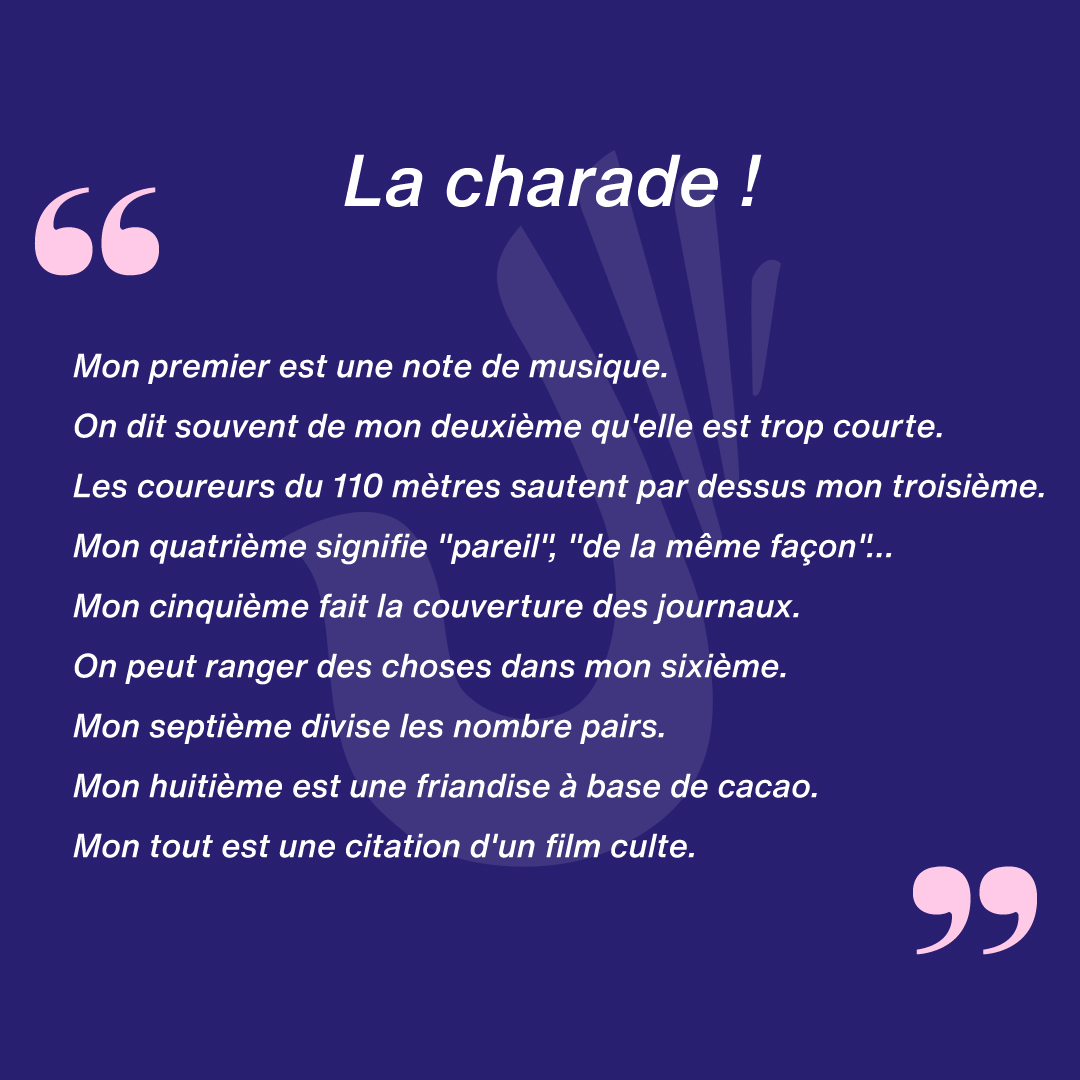 La charade !
“
Mon premier est une note de musique.
On dit souvent de mon deuxième qu'elle est trop courte.
Les coureurs du 110 mètres sautent par dessus mon troisième.
Mon quatrième signifie "pareil", "de la même façon"...
Mon cinquième fait la couverture des journaux.
On peut ranger des choses dans mon sixième.
Mon septième divise les nombre pairs.
Mon huitième est une friandise à base de cacao.
Mon tout est une citation d'un film culte.
”